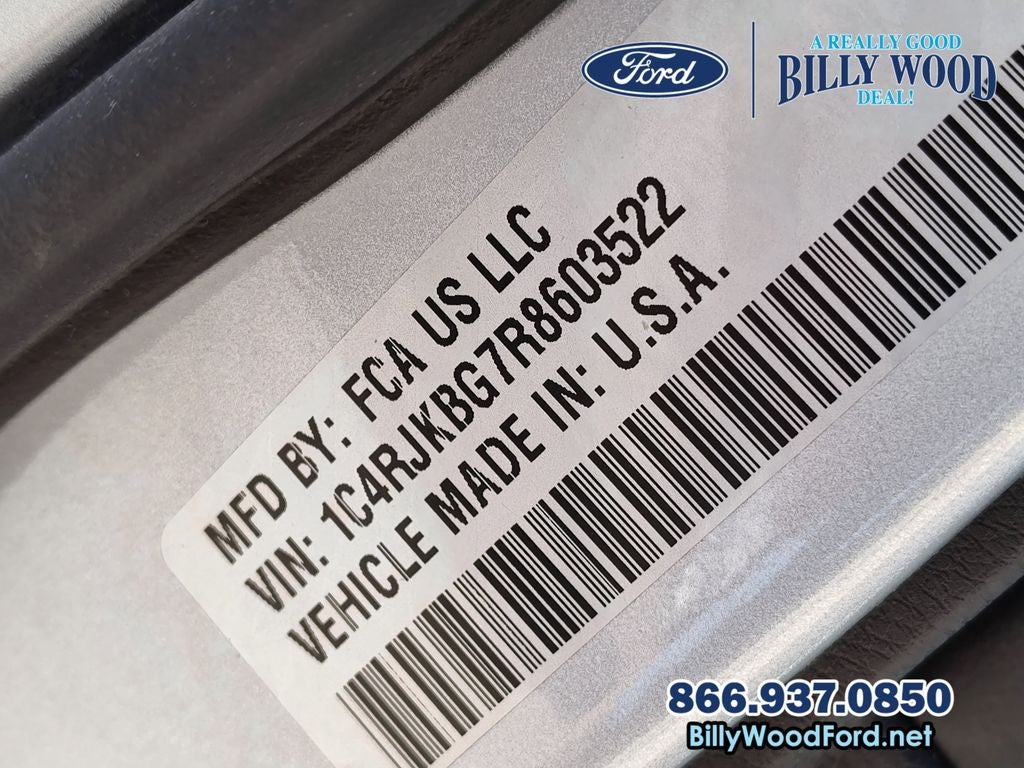 Ford
A REALLY GOOD
BILLY WOOD
DEAL!
MFD BY: FCA US LLC
VIN: 1C4RJKBG7R8603522
VEHICLE MADE IN: U.S.A.
866.937.0850
BillyWoodFord.net